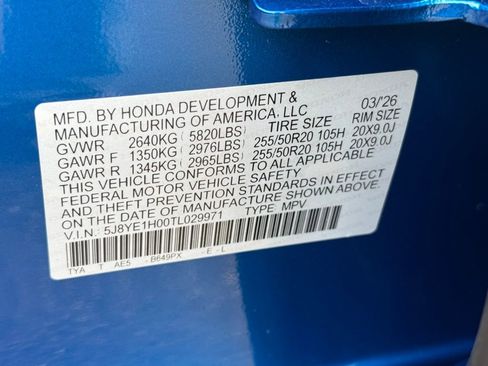 MFD. BY HONDA DEVELOPMENT & 03/'26
MANUFACTURING OF AMERICA, LLC
TIRE SIZE RIM SIZE
GVWR 2640KG (5820LBS)
GAWR F 1350KG (2976LBS) 255/50R20 105H 20X9.0J
GAWR R 1345KG (2965LBS) 255/50R20 105H 20X9.0J
THIS VEHICLE CONFORMS TO ALL APPLICABLE
FEDERAL MOTOR VEHICLE SAFETY
STANDARDS IN EFFECT
ON THE DATE OF MANUFACTURE SHOWN ABOVE.
V.I.N.: 5J8YE1H00TL029971 TYPE: MPV
TYA T AE5 - B649PX - E - L